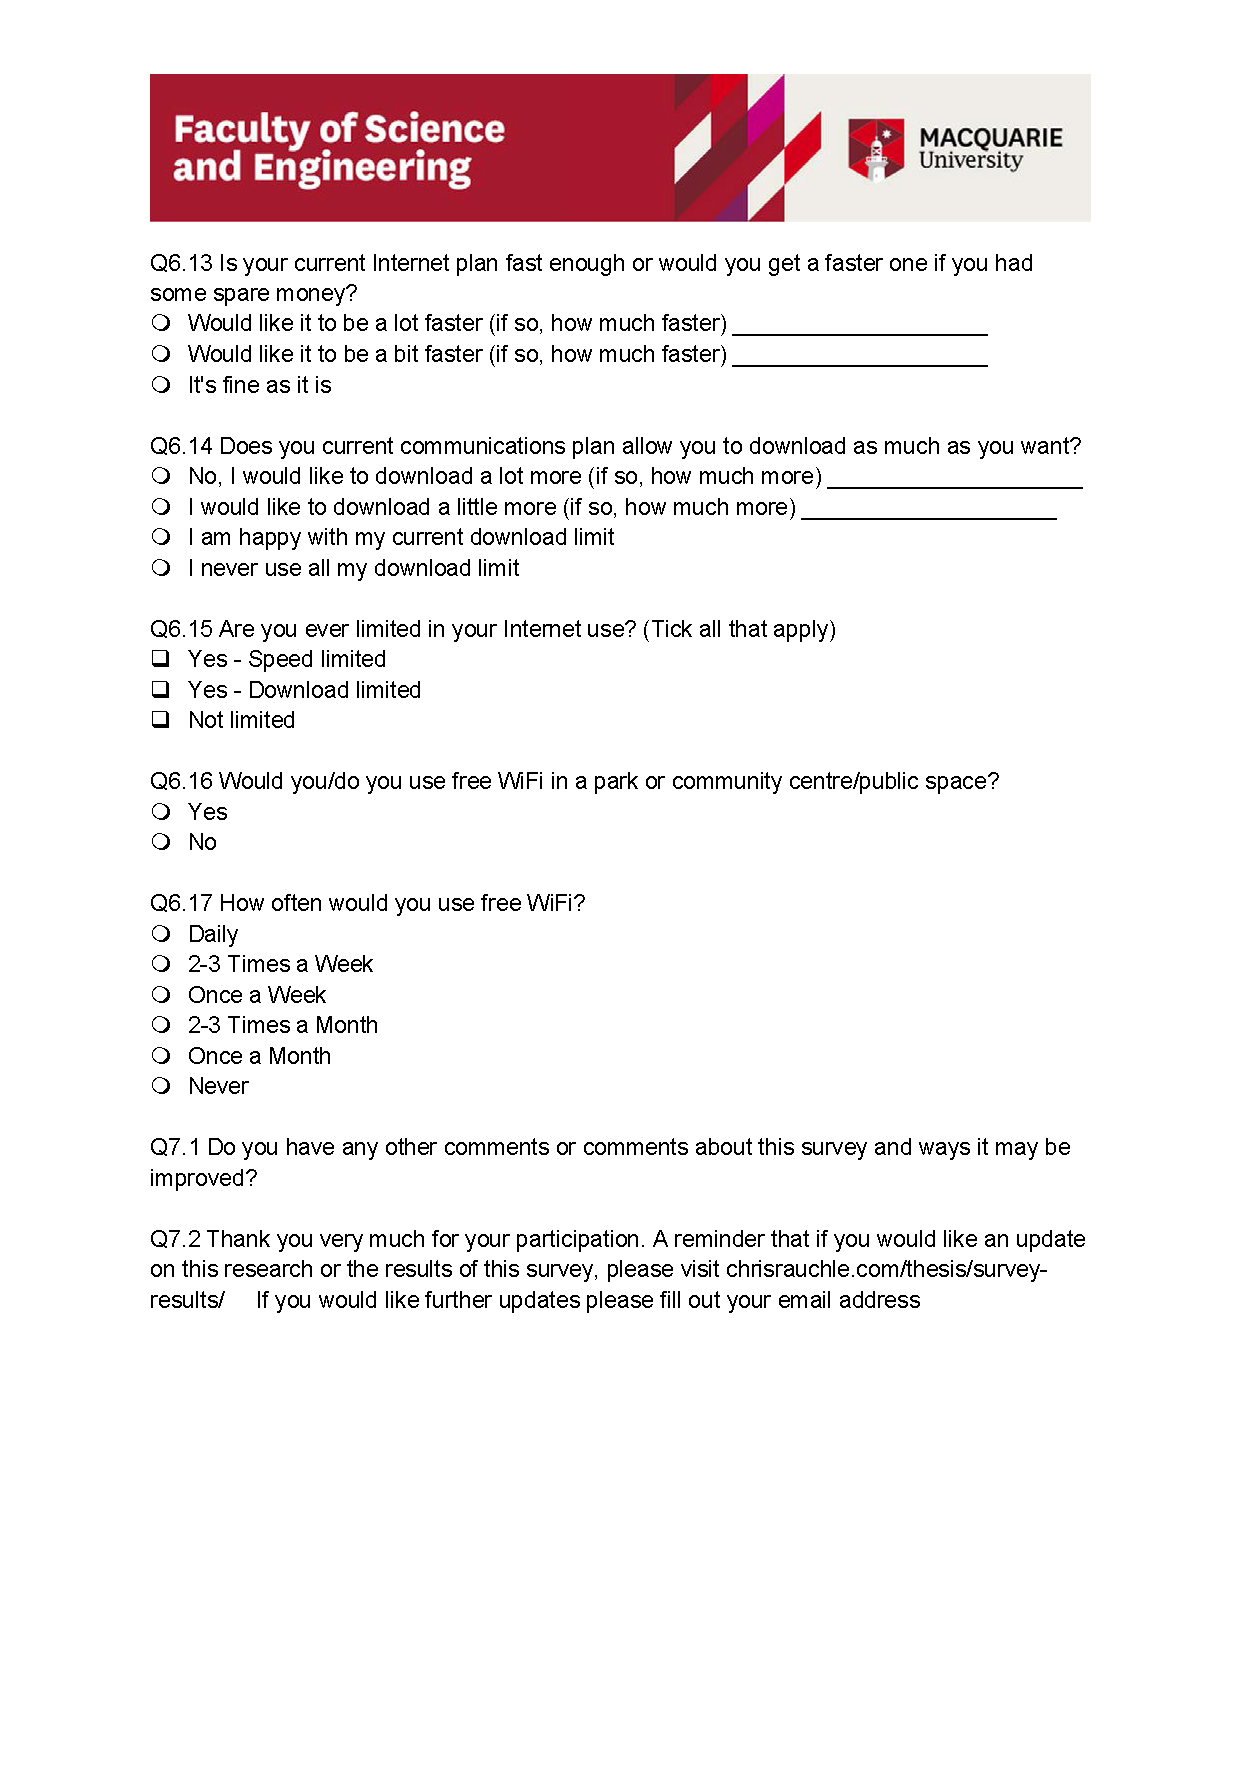 Faculty of Science
and Engineering
MACQUARIE
University
Q6.13 Is your current Internet plan fast enough or would you get a faster one if you had
some spare money?
❍ Would like it to be a lot faster (if so, how much faster) ____________________
❍ Would like it to be a bit faster (if so, how much faster) ____________________
❍ It's fine as it is
Q6.14 Does you current communications plan allow you to download as much as you want?
❍ No, I would like to download a lot more (if so, how much more) ____________________
❍ I would like to download a little more (if so, how much more) ____________________
❍ I am happy with my current download limit
❍ I never use all my download limit
Q6.15 Are you ever limited in your Internet use? (Tick all that apply)
❑ Yes - Speed limited
❑ Yes - Download limited
❑ Not limited
Q6.16 Would you/do you use free WiFi in a park or community centre/public space?
❍ Yes
❍ No
Q6.17 How often would you use free WiFi?
❍ Daily
❍ 2-3 Times a Week
❍ Once a Week
❍ 2-3 Times a Month
❍ Once a Month
❍ Never
Q7.1 Do you have any other comments or comments about this survey and ways it may be
improved?
Q7.2 Thank you very much for your participation. A reminder that if you would like an update
on this research or the results of this survey, please visit chrisrauchle.com/thesis/survey-
results/ If you would like further updates please fill out your email address